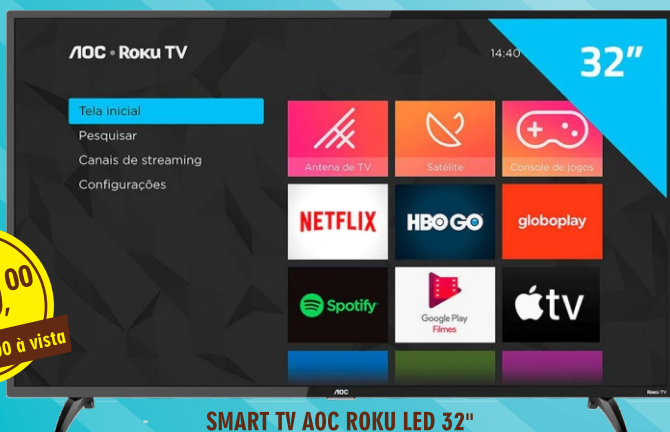 AOC • Roku TV
14:40
32"
Tela inicial
Pesquisar
Canais de streaming
Configurações
Antena de TV
Satélite
Console de jogos
NETFLIX
HBO GO
globoplay
Spotify
Google Play
Filmes
tv
,00
00 à vista
AOC
Roku TV
SMART TV AOC ROKU LED 32"